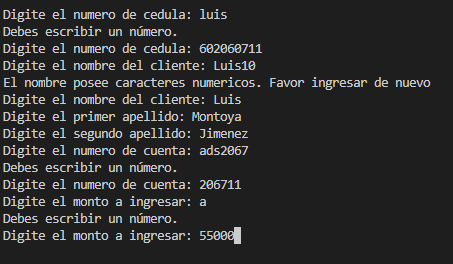 Digite el numero de cedula: luis
Debes escribir un número.
Digite el numero de cedula: 602060711
Digite el nombre del cliente: Luis10
El nombre posee caracteres numericos. Favor ingresar de nuevo
Digite el nombre del cliente: Luis
Digite el primer apellido: Montoya
Digite el segundo apellido: Jimenez
Digite el numero de cuenta: ads2067
Debes escribir un número.
Digite el numero de cuenta: 206711
Digite el monto a ingresar: a
Debes escribir un número.
Digite el monto a ingresar: 55000